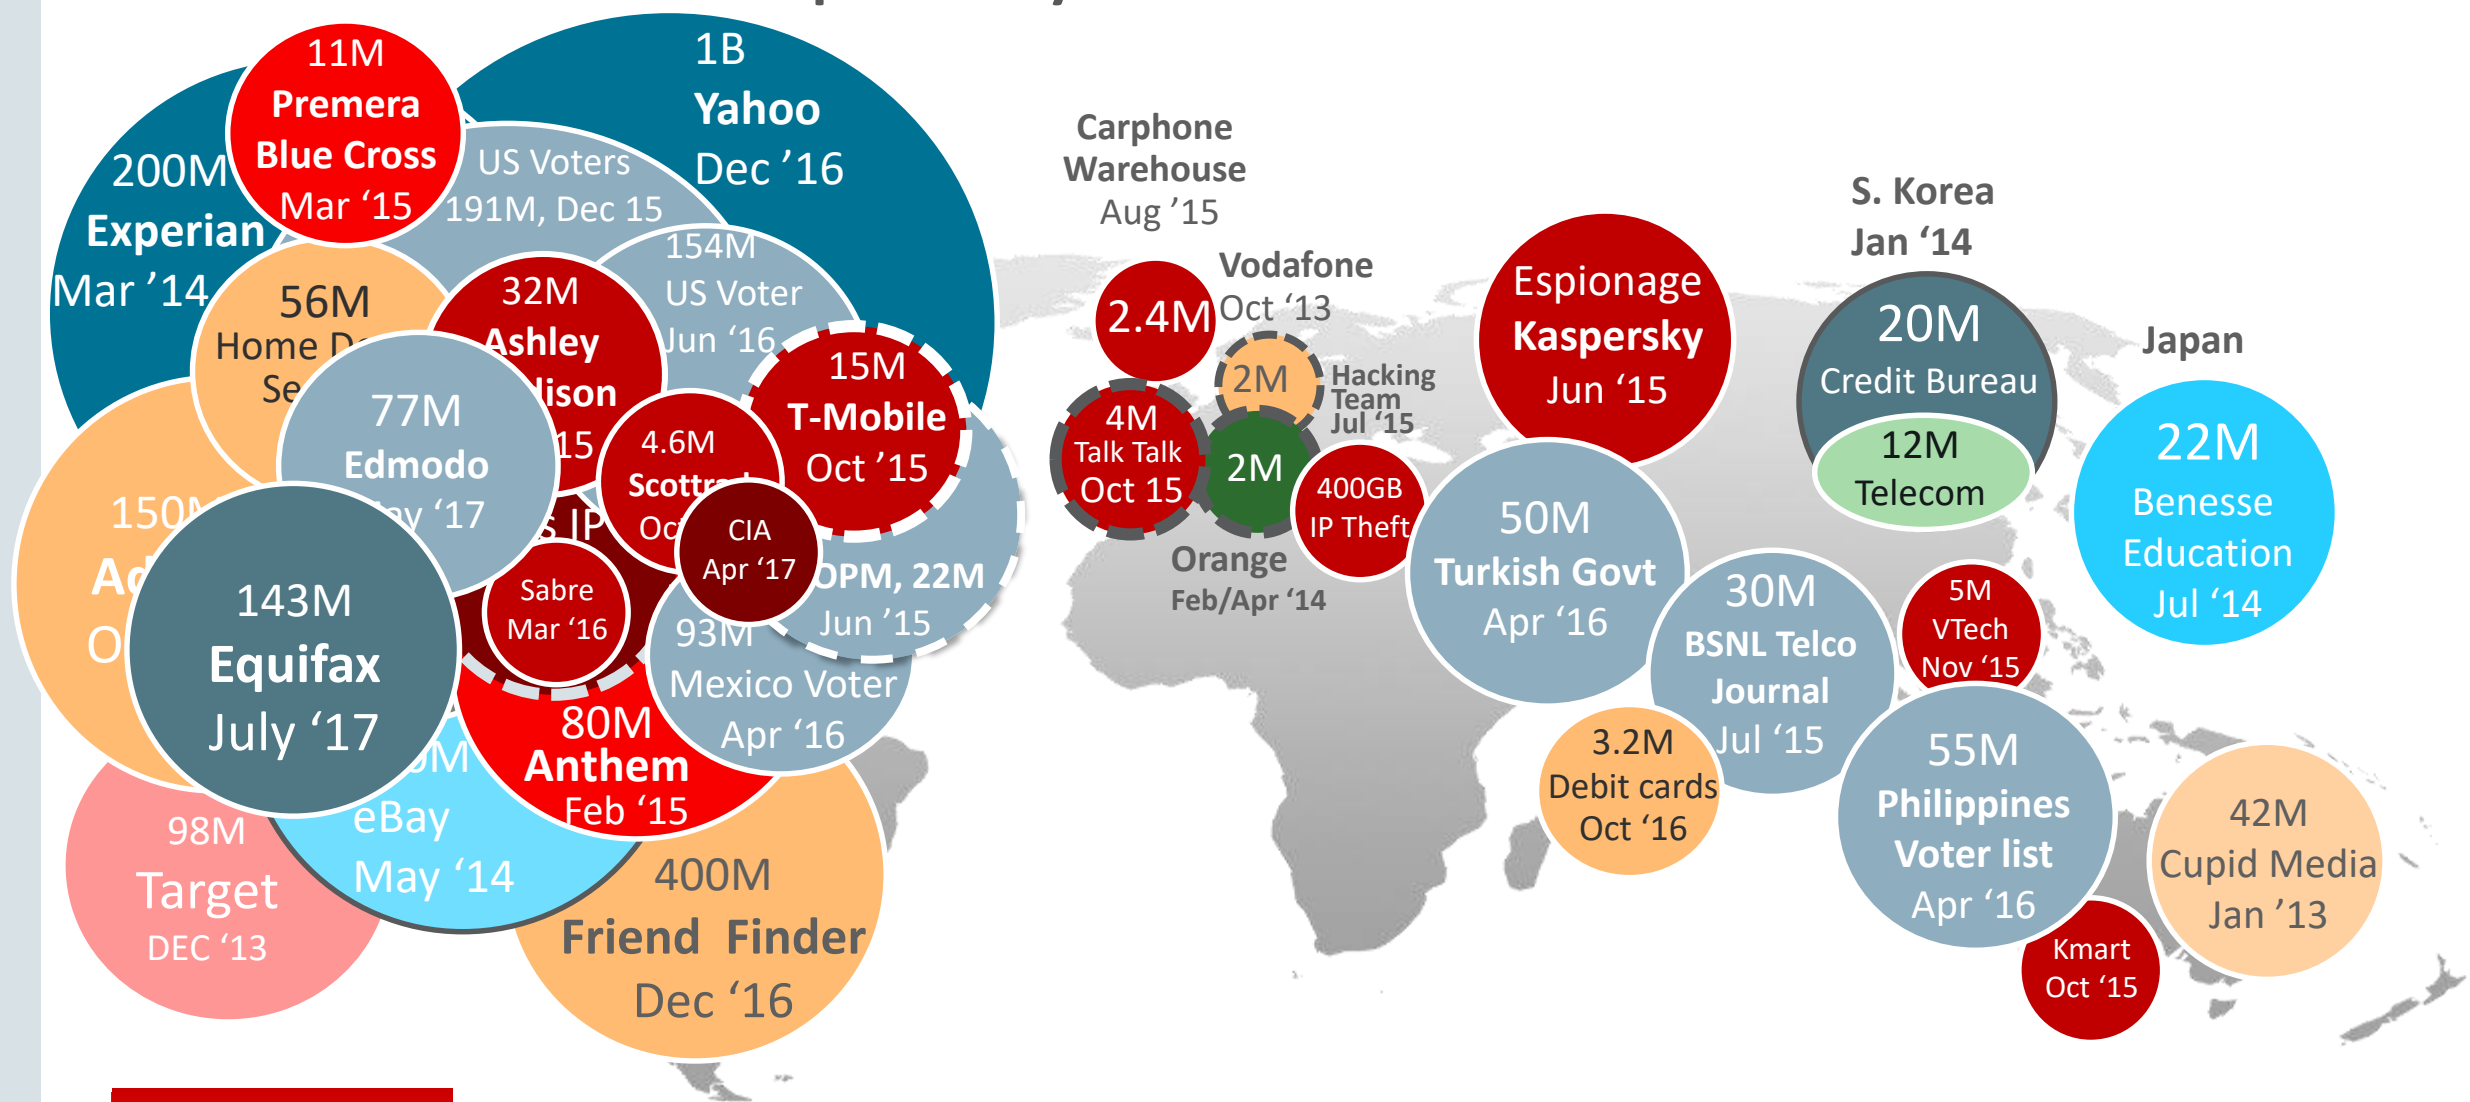 11M
Premera
Blue Cross
Mar ‘15
1B
Yahoo
Dec ’16
200M
Experian
Mar ’14
US Voters
191M, Dec 15
154M
US Voter
Jun ‘16
56M
Home
32M
Ashley
15
15M
T-Mobile
Oct ’15
77M
Edmodo
‘17
4.6M
CIA
Apr ‘17
IP
Sabre
Mar ‘16
OPM, 22M
Jun ’15
93M
Mexico Voter
Apr ‘16
143M
Equifax
July ‘17
80M
Anthem
Feb ‘15
eBay
May ‘14
98M
Target
DEC ‘13
400M
Friend Finder
Dec ‘16
Carphone
Warehouse
Aug ’15
2.4M
Vodafone
Oct ‘13
2M
Hacking
Team
Jul ‘15
4M
Talk Talk
Oct 15
2M
400GB
IP Theft
Orange
Feb/Apr ‘14
Espionage
Kaspersky
Jun ‘15
50M
Turkish Govt
Apr ‘16
30M
BSNL Telco
Journal
Jul ‘15
3.2M
Debit cards
Oct ‘16
S. Korea
Jan ‘14
20M
Credit Bureau
12M
Telecom
Japan
22M
Benesse
Education
Jul ‘14
5M
VTech
Nov ‘15
55M
Philippines
Voter list
Apr ‘16
Kmart
Oct ‘15
42M
Cupid Media
Jan ’13